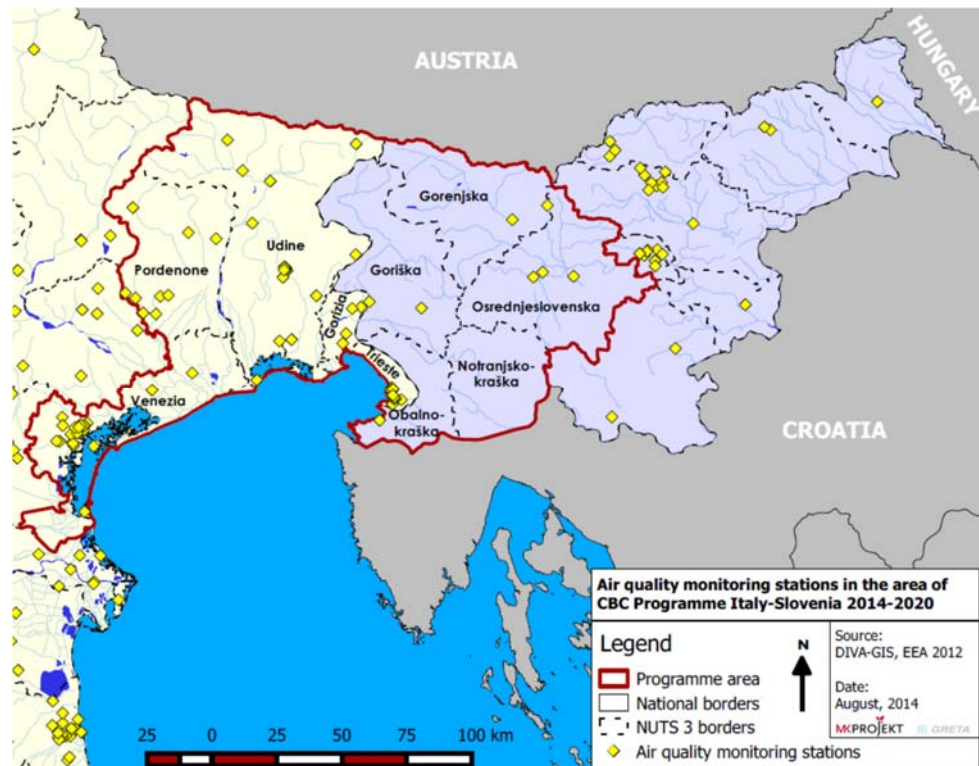 AUSTRIA
HUNGARY
Gorenjska
Udine
Pordenone
Goriška
Osrednjeslovenska
Gorizia
Trieste
Notranjsko-
kraška
Venezia
Obalno-
kraška
CROATIA
Air quality monitoring stations in the area of
CBC Programme Italy-Slovenia 2014-2020
Legend
Programme area
National borders
NUTS 3 borders
Air quality monitoring stations
N
Source:
DIVA-GIS, EEA 2012
Date:
August, 2014
MKPROJEKT GRETA
25 0 25 50 75 100 km